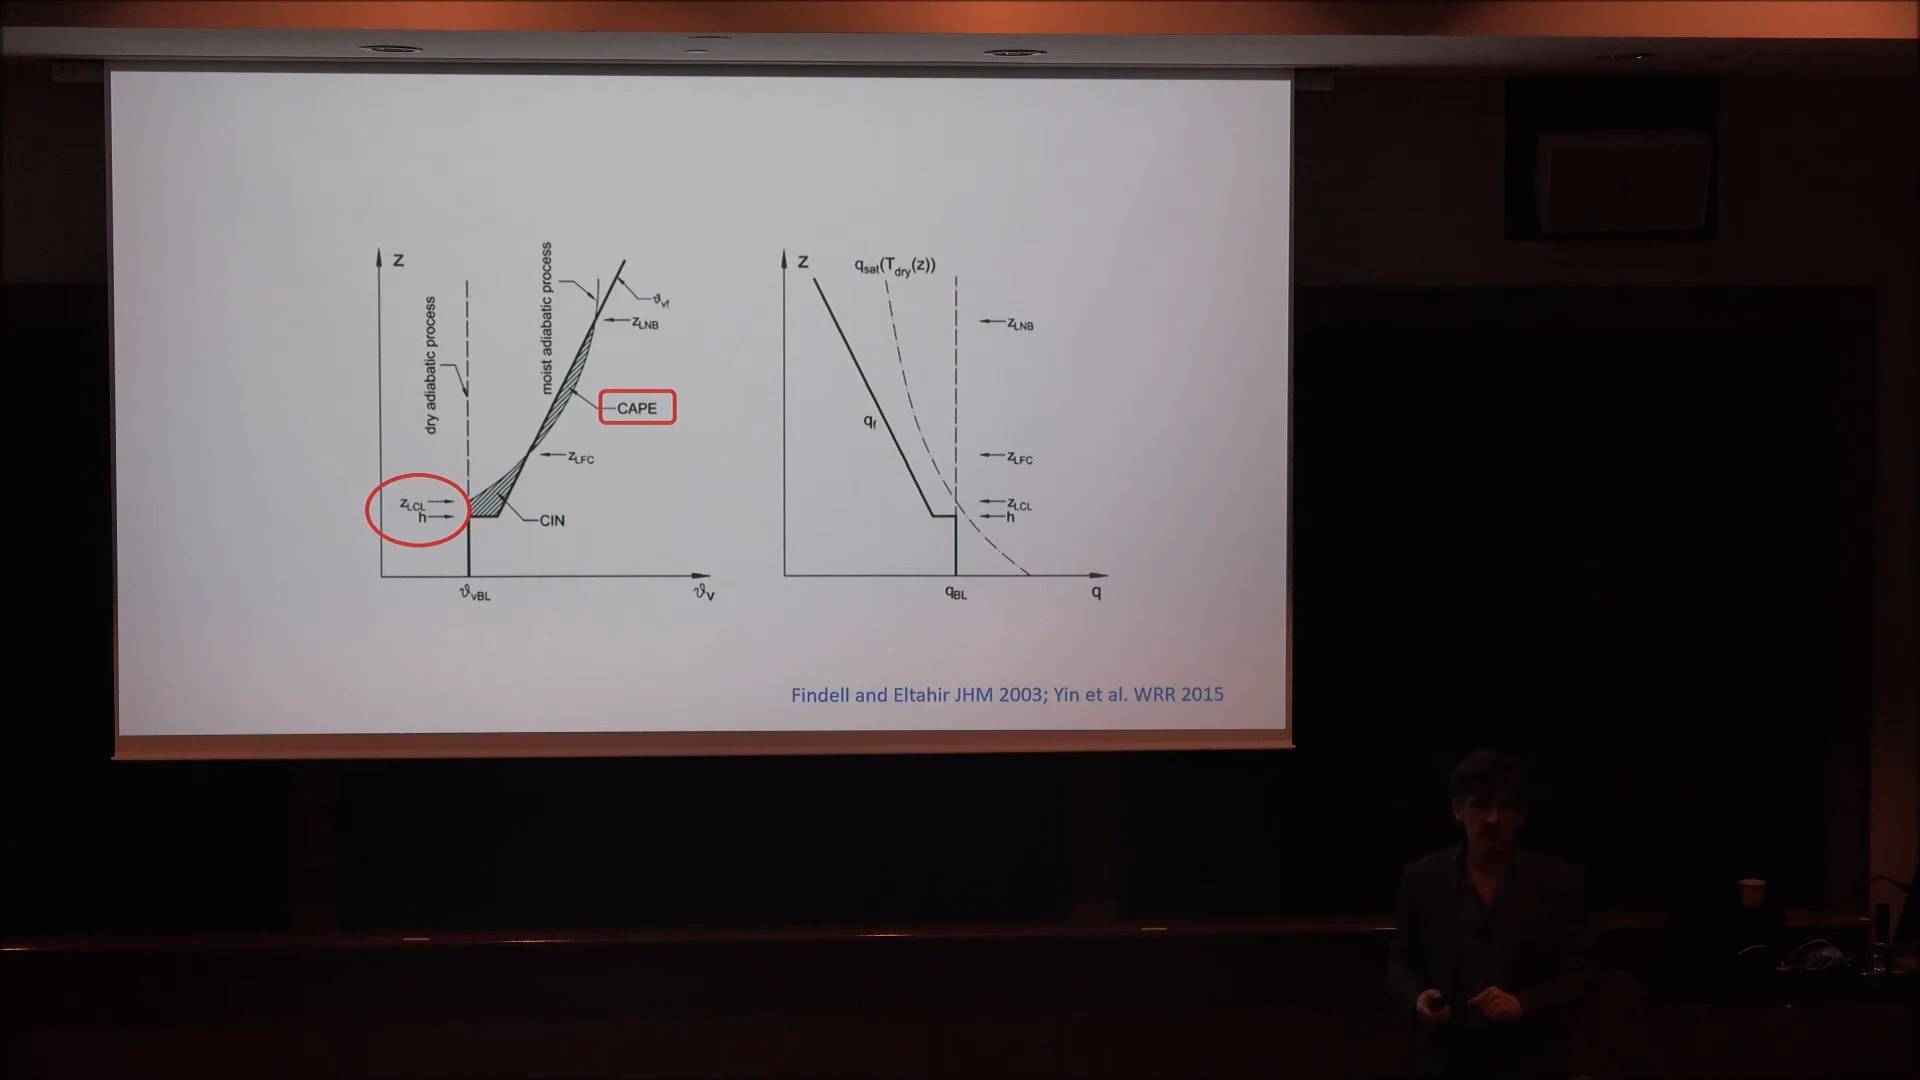 z
dry adiabatic process
moist adiabatic process
ϑvf
zLNB
CAPE
zLFC
zLCL
h
CIN
ϑvBL
ϑv
z
qsat(Tdry(z))
zLNB
qf
zLFC
zLCL
h
qBL
q
Findell and Eltahir JHM 2003; Yin et al. WRR 2015